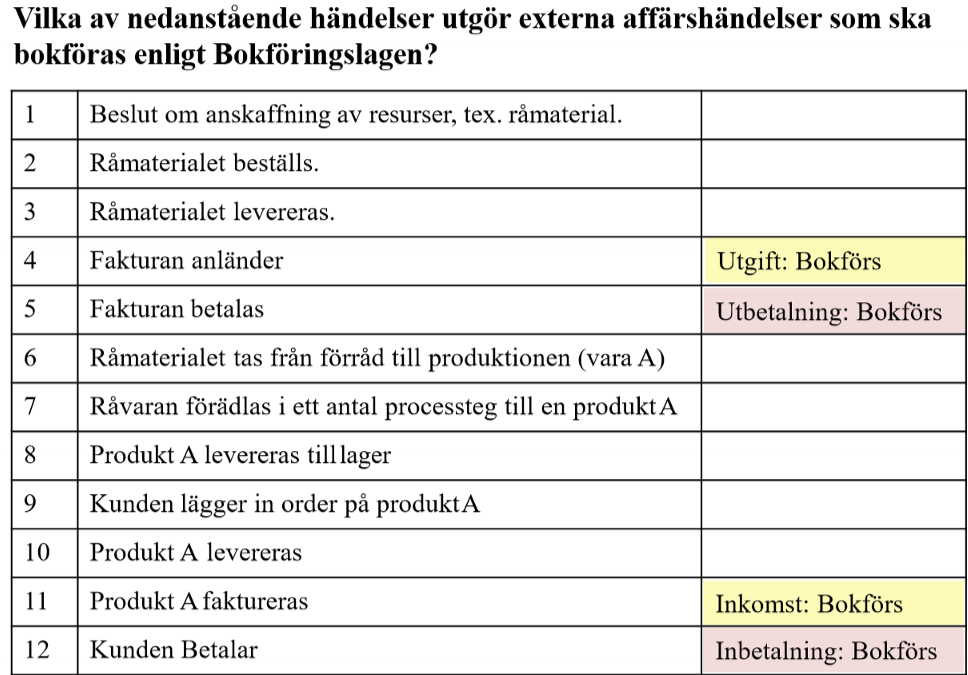 Vilka av nedanstående händelser utgör externa affärshändelser som ska
bokföras enligt Bokföringslagen?
1 Beslut om anskaffning av resurser, tex. råmaterial.
2 Råmaterialet beställs.
3 Råmaterialet levereras.
4 Fakturan anländer Utgift: Bokförs
5 Fakturan betalas Utbetalning: Bokförs
6 Råmaterialet tas från förråd till produktionen (vara A)
7 Råvaran förädlas i ett antal processteg till en produkt A
8 Produkt A levereras till lager
9 Kunden lägger in order på produkt A
10 Produkt A levereras
11 Produkt A faktureras Inkomst: Bokförs
12 Kunden Betalar Inbetalning: Bokförs